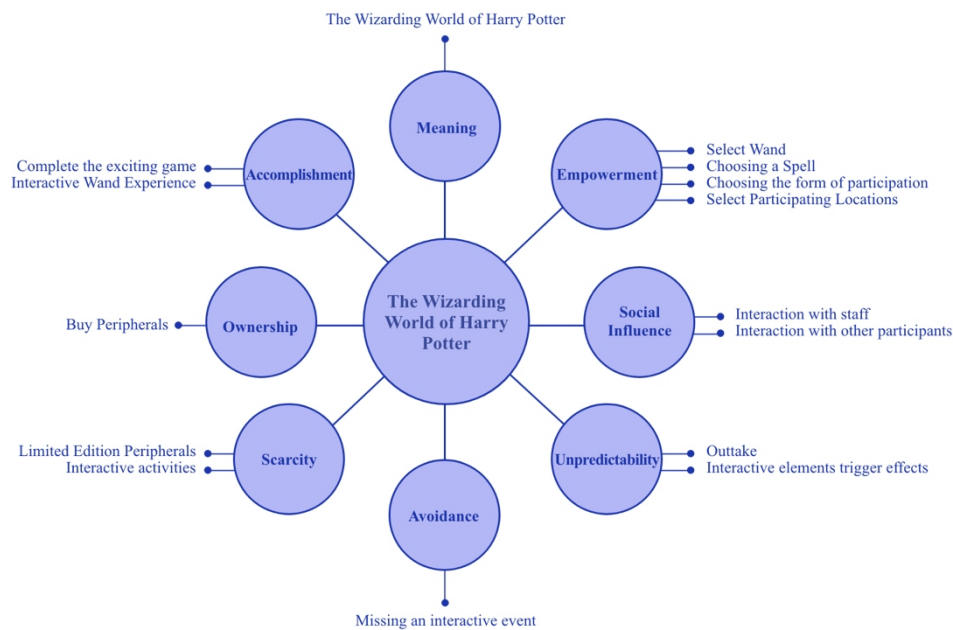 The Wizarding World of Harry Potter
Meaning
Complete the exciting game
Interactive Wand Experience
Accomplishment
Empowerment
Select Wand
Choosing a Spell
Choosing the form of participation
Select Participating Locations
Buy Peripherals
Ownership
The Wizarding
World of Harry
Potter
Social
Influence
Interaction with staff
Interaction with other participants
Limited Edition Peripherals
Interactive activities
Scarcity
Avoidance
Unpredictability
Outtake
Interactive elements trigger effects
Missing an interactive event